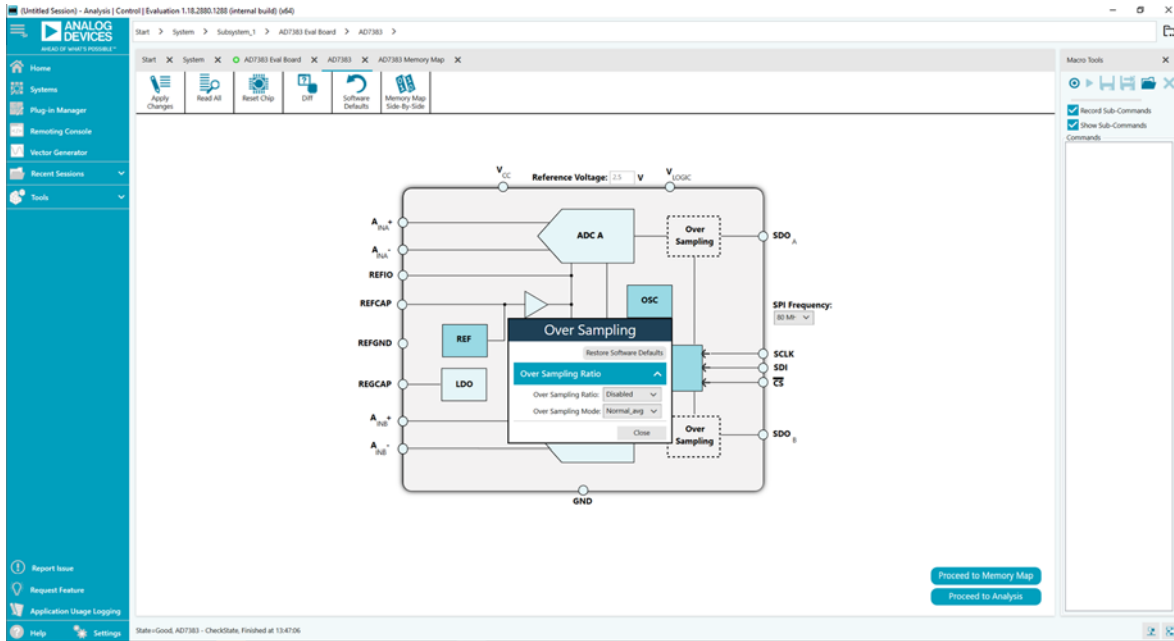 (Untitled Session) - Analysis | Control | Evaluation 1.18.2880.1288 (internal build) (x64)
ANALOG
DEVICES
AHEAD OF WHAT'S POSSIBLE™
Start > System > Subsystem_1 > AD7383 Eval Board > AD7383 >
Home
Systems
Plug-in Manager
Remoting Console
Vector Generator
Recent Sessions
Tools
Start X System X AD7383 Eval Board X AD7383 X AD7383 Memory Map X
Apply Changes
Read All
Reset Chip
Diff
Software Defaults
Memory Map Side-By-Side
Macro Tools X
Record Sub-Commands
Show Sub-Commands
Commands
VCC
Reference Voltage: 2.5 V
VLOGIC
AINA+
ADC A
Over Sampling
SDOA
AINA-
REFIO
REFCAP
OSC
SPI Frequency:
80 MH
REF
REFGND
LDO
REGCAP
SCLK
SDI
CS
Over Sampling
Restore Software Defaults
Over Sampling Ratio
Over Sampling Ratio: Disabled
Over Sampling Mode: Normal_avg
Close
AINB+
AINB-
Over Sampling
SDOB
GND
Proceed to Memory Map
Proceed to Analysis
Report Issue
Request Feature
Application Usage Logging
Help
Settings
State=Good, AD7383 - CheckState, Finished at 13:47:06